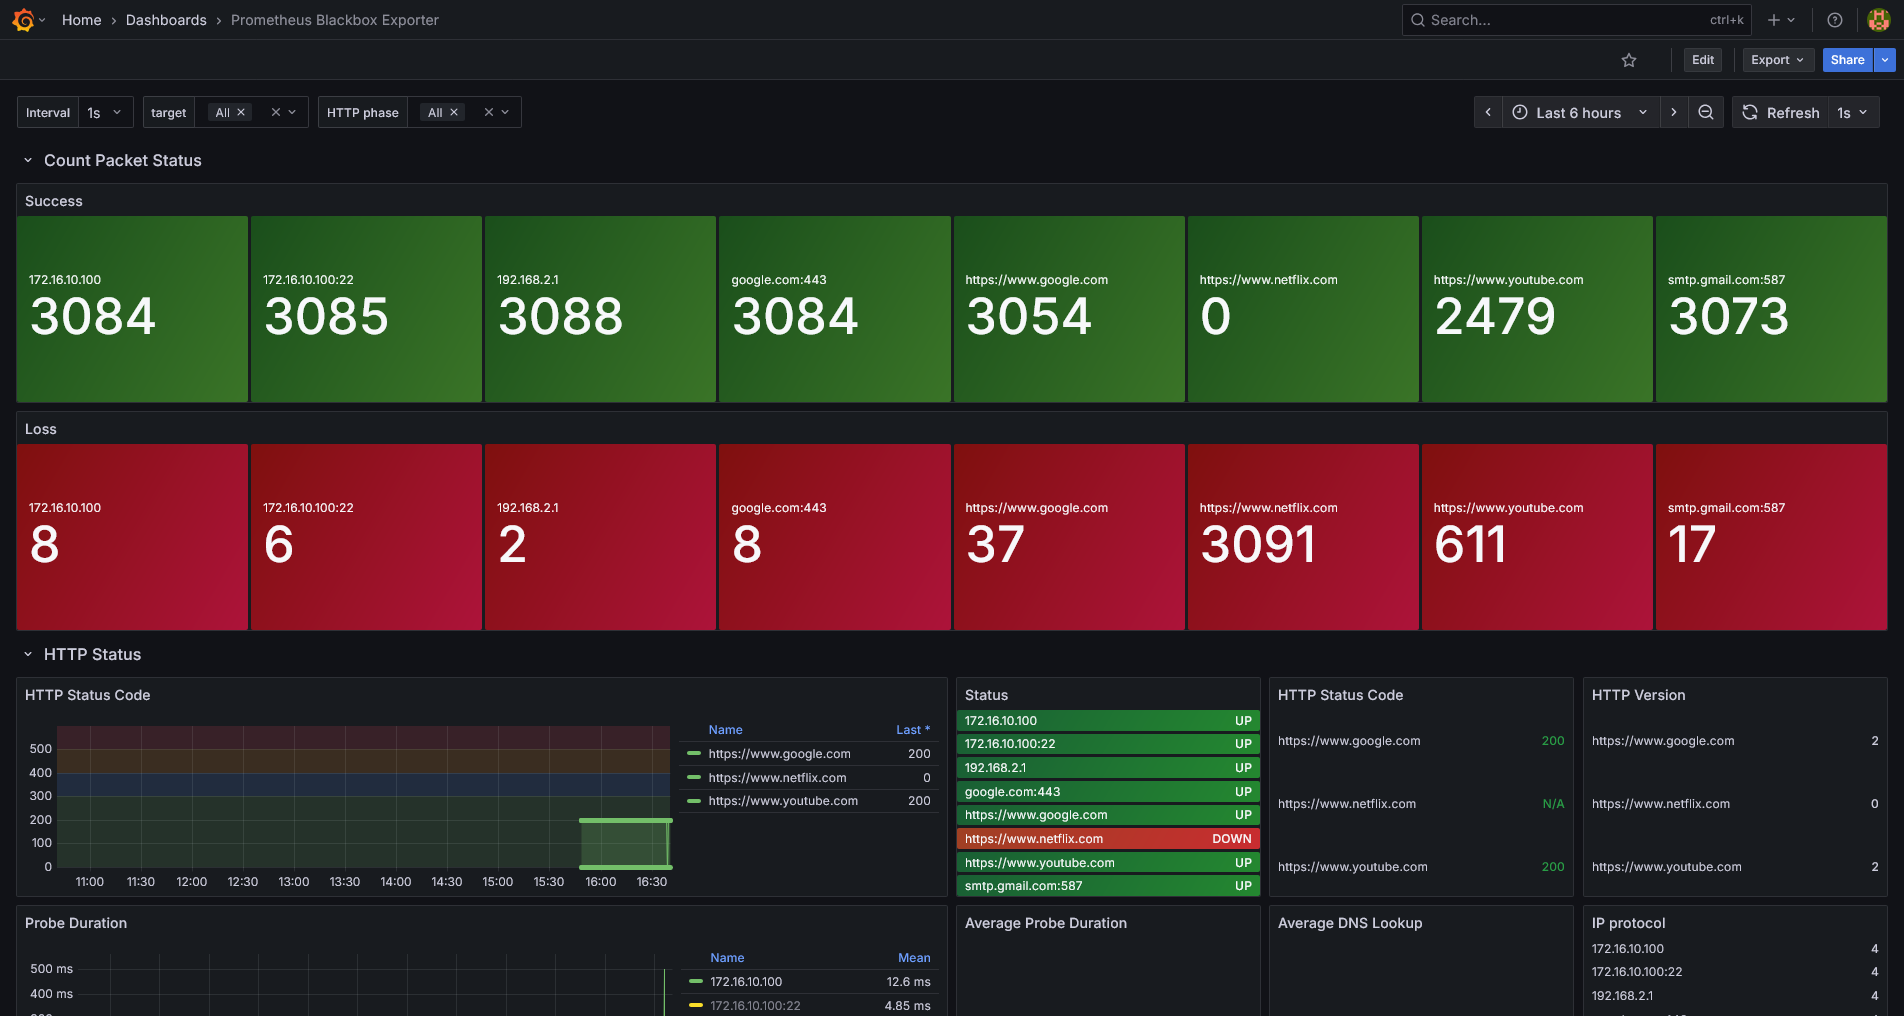 Home › Dashboards › Prometheus Blackbox Exporter
Search... ctrl+k
Edit Export Share
Interval 1s target All HTTP phase All Last 6 hours Refresh 1s
Count Packet Status
Success
172.16.10.100
3084
172.16.10.100:22
3085
192.168.2.1
3088
google.com:443
3084
https://www.google.com
3054
https://www.netflix.com
0
https://www.youtube.com
2479
smtp.gmail.com:587
3073
Loss
172.16.10.100
8
172.16.10.100:22
6
192.168.2.1
2
google.com:443
8
https://www.google.com
37
https://www.netflix.com
3091
https://www.youtube.com
611
smtp.gmail.com:587
17
HTTP Status
HTTP Status Code
500
400
300
200
100
0
11:00 11:30 12:00 12:30 13:00 13:30 14:00 14:30 15:00 15:30 16:00 16:30
Name Last *
https://www.google.com 200
https://www.netflix.com 0
https://www.youtube.com 200
Status
172.16.10.100 UP
172.16.10.100:22 UP
192.168.2.1 UP
google.com:443 UP
https://www.google.com UP
https://www.netflix.com DOWN
https://www.youtube.com UP
smtp.gmail.com:587 UP
HTTP Status Code
https://www.google.com 200
https://www.netflix.com N/A
https://www.youtube.com 200
HTTP Version
https://www.google.com 2
https://www.netflix.com 0
https://www.youtube.com 2
Probe Duration
500 ms
400 ms
Name Mean
172.16.10.100 12.6 ms
172.16.10.100:22 4.85 ms
Average Probe Duration
Average DNS Lookup
IP protocol
172.16.10.100 4
172.16.10.100:22 4
192.168.2.1 4